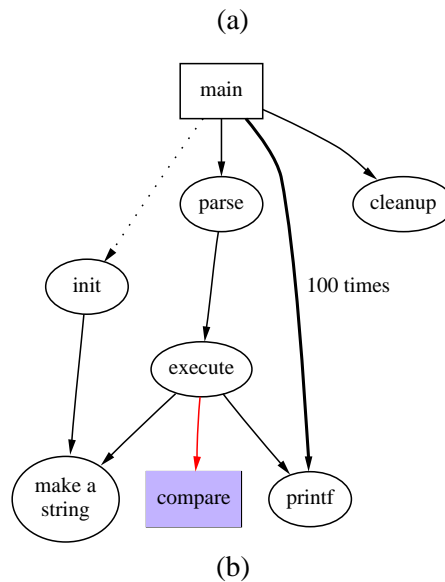 (a)
main
parse
cleanup
init
100 times
execute
make a
string
compare
printf
(b)